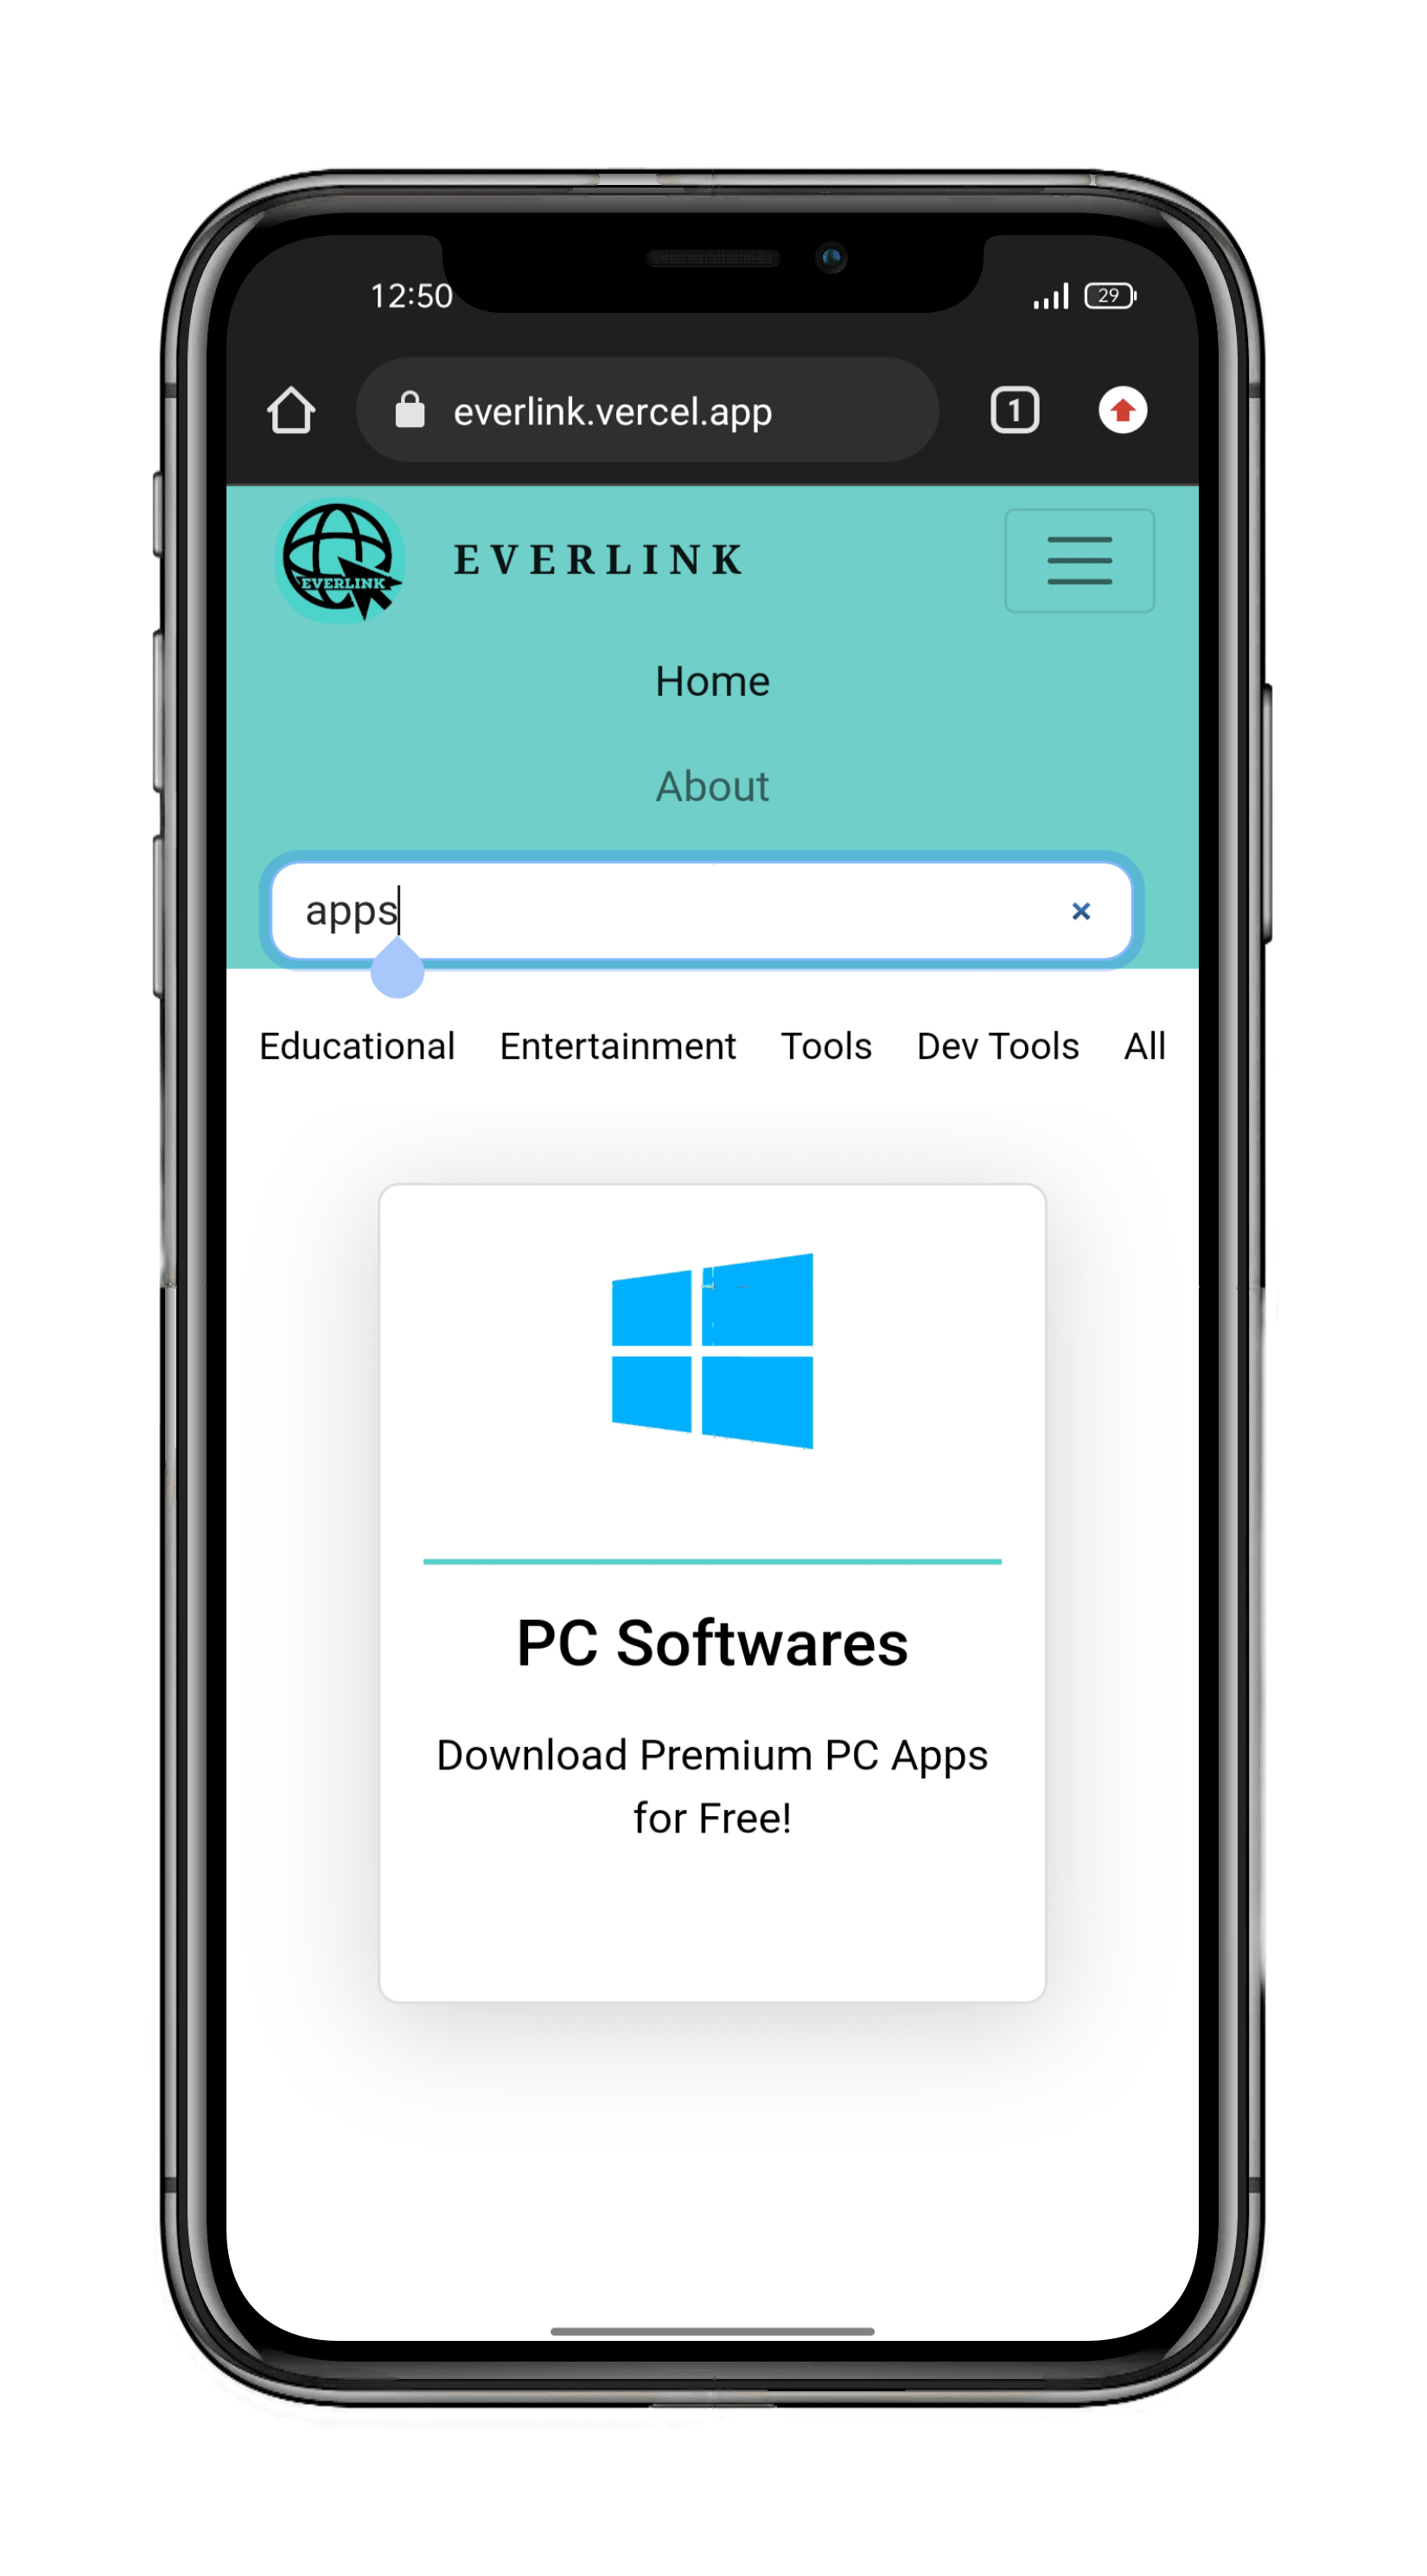 12:50
29
everlink.vercel.app
1
EVERLINK
EVERLINK
Home
About
apps
Educational Entertainment Tools Dev Tools All
PC Softwares
Download Premium PC Apps
for Free!